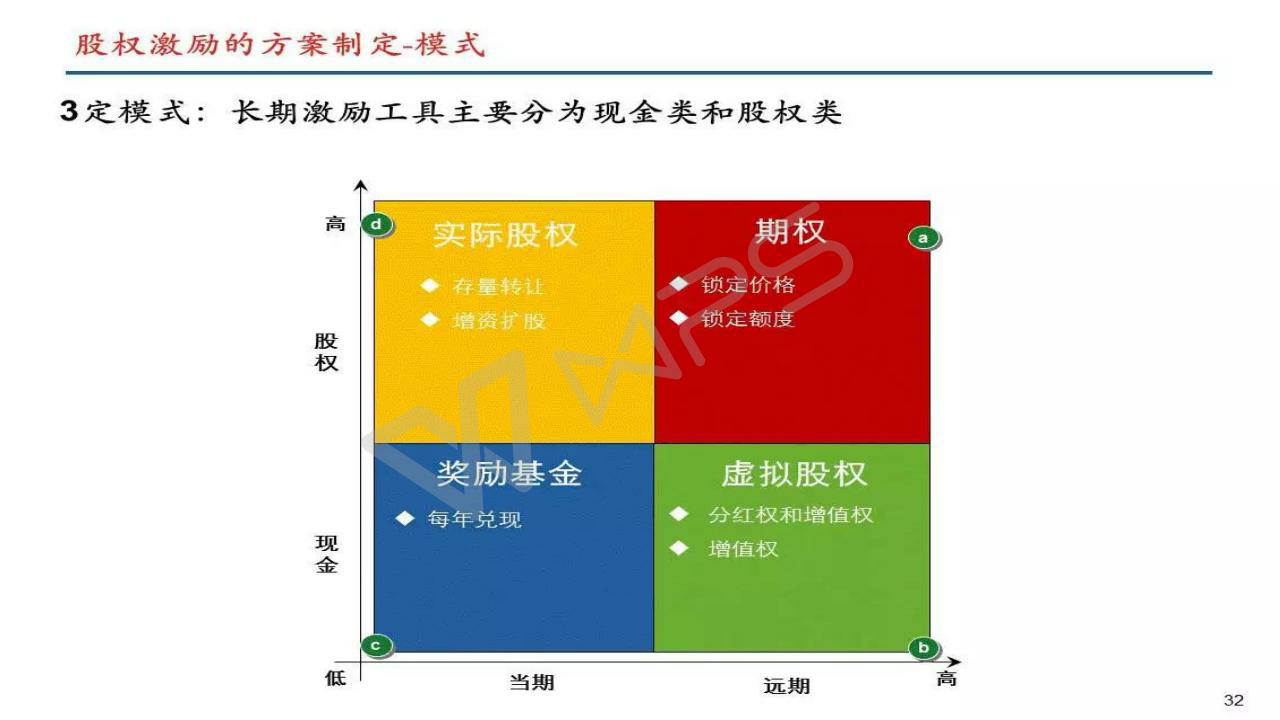 股权激励的方案制定-模式
3定模式：长期激励工具主要分为现金类和股权类
高
d
实际股权
存量转让
增资扩股
期权
a
锁定价格
锁定额度
股权
奖励基金
每年兑现
虚拟股权
分红权和增值权
增值权
现金
c
b
低
当期
远期
高
32
WAPS